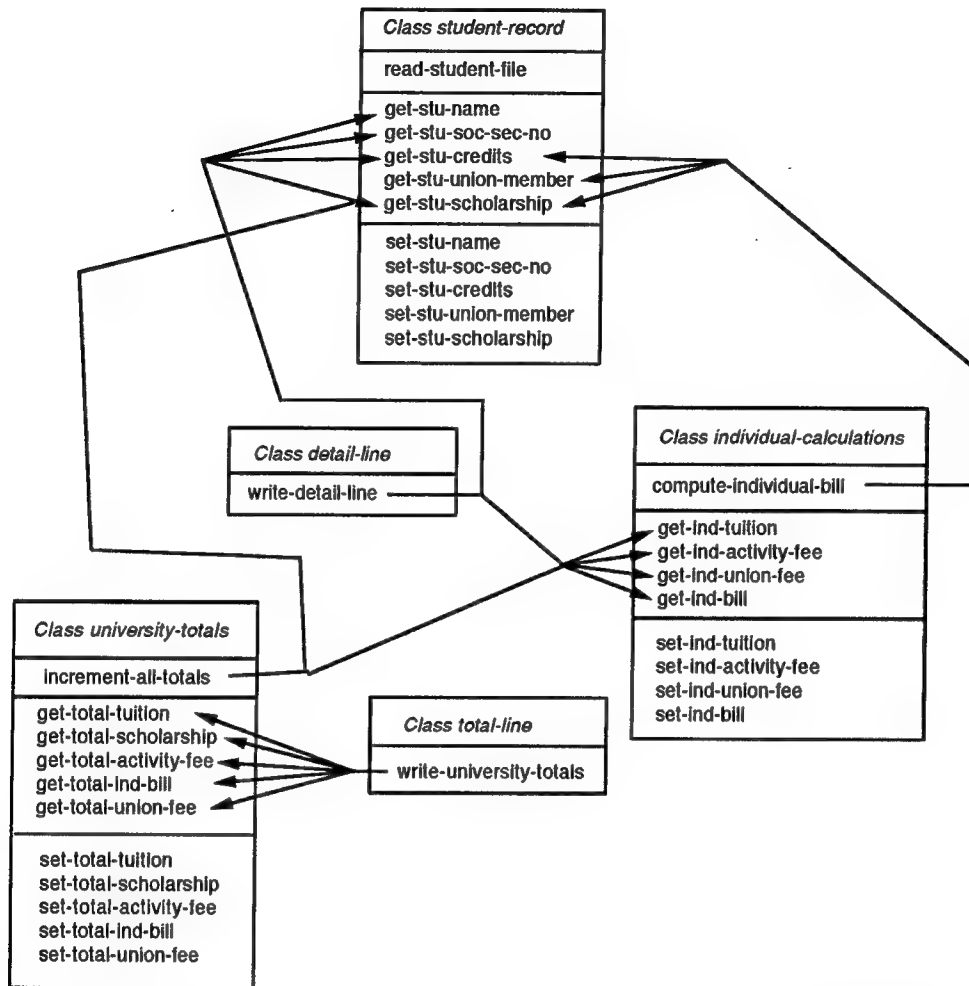 Class student-record
read-student-file
get-stu-name
get-stu-soc-sec-no
get-stu-credits
get-stu-union-member
get-stu-scholarship
set-stu-name
set-stu-soc-sec-no
set-stu-credits
set-stu-union-member
set-stu-scholarship
Class detail-line
write-detail-line
Class individual-calculations
compute-individual-bill
get-ind-tuition
get-ind-activity-fee
get-ind-union-fee
get-ind-bill
set-ind-tuition
set-ind-activity-fee
set-ind-union-fee
set-ind-bill
Class university-totals
increment-all-totals
get-total-tuition
get-total-scholarship
get-total-activity-fee
get-total-ind-bill
get-total-union-fee
set-total-tuition
set-total-scholarship
set-total-activity-fee
set-total-ind-bill
set-total-union-fee
Class total-line
write-university-totals